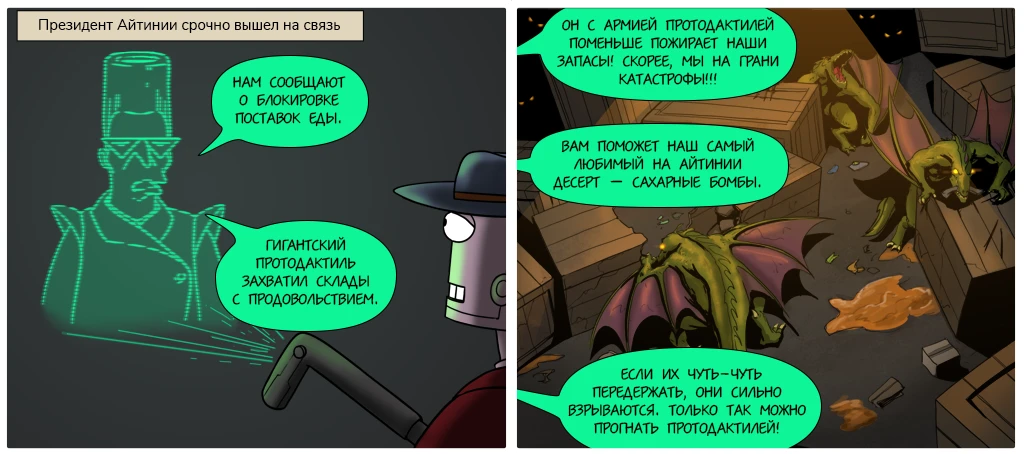 Президент Айтинии срочно вышел на связь
НАМ СООБЩАЮТ
О БЛОКИРОВКЕ
ПОСТАВОК ЕДЫ.
ГИГАНТСКИЙ
ПРОТОДАКТИЛЬ
ЗАХВАТИЛ СКЛАДЫ
С ПРОДОВОЛЬСТВИЕМ.
ОН С АРМИЕЙ ПРОТОДАКТИЛЕЙ
ПОМЕНЬШЕ ПОЖИРАЕТ НАШИ
ЗАПАСЫ! СКОРЕЕ, МЫ НА ГРАНИ
КАТАСТРОФЫ!!!
ВАМ ПОМОЖЕТ НАШ САМЫЙ
ЛЮБИМЫЙ НА АЙТИНИИ
ДЕСЕРТ — САХАРНЫЕ БОМБЫ.
ЕСЛИ ИХ ЧУТЬ-ЧУТЬ
ПЕРЕДЕРЖАТЬ, ОНИ СИЛЬНО
ВЗРЫВАЮТСЯ. ТОЛЬКО ТАК МОЖНО
ПРОГНАТЬ ПРОТОДАКТИЛЕЙ!